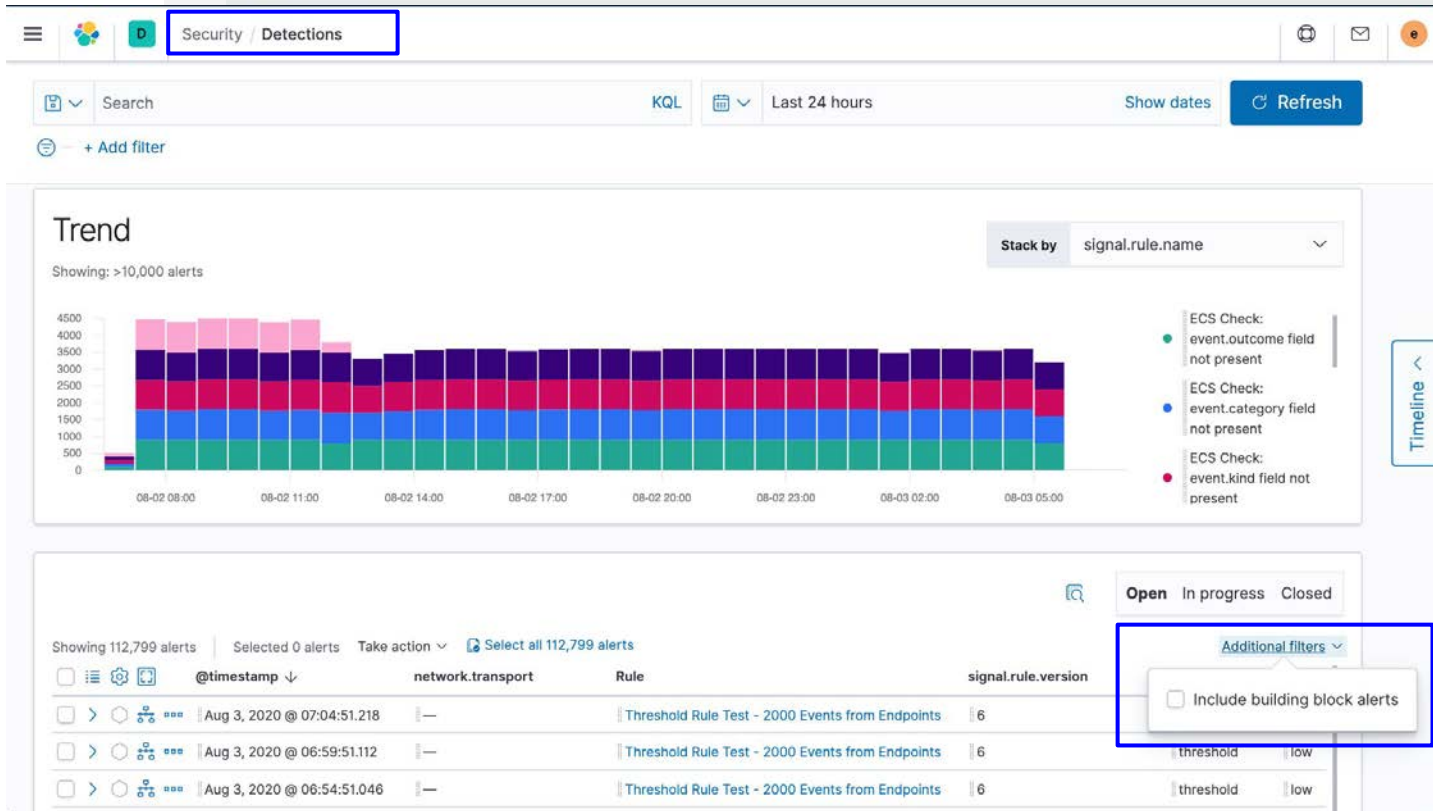 D
Security / Detections
e
Search
KQL
Last 24 hours
Show dates
Refresh
+ Add filter
Trend
Showing: >10,000 alerts
Stack by
signal.rule.name
4500
4000
3500
3000
2500
2000
1500
1000
500
0
08-02 08:00
08-02 11:00
08-02 14:00
08-02 17:00
08-02 20:00
08-02 23:00
08-03 02:00
08-03 05:00
ECS Check:
event.outcome field
not present
ECS Check:
event.category field
not present
ECS Check:
event.kind field not
present
Timeline
Open In progress Closed
Showing 112,799 alerts Selected 0 alerts Take action Select all 112,799 alerts
Additional filters
Include building block alerts
@timestamp network.transport Rule signal.rule.version
Aug 3, 2020 @ 07:04:51.218 — Threshold Rule Test - 2000 Events from Endpoints 6
Aug 3, 2020 @ 06:59:51.112 — Threshold Rule Test - 2000 Events from Endpoints 6 threshold low
Aug 3, 2020 @ 06:54:51.046 — Threshold Rule Test - 2000 Events from Endpoints 6 threshold low